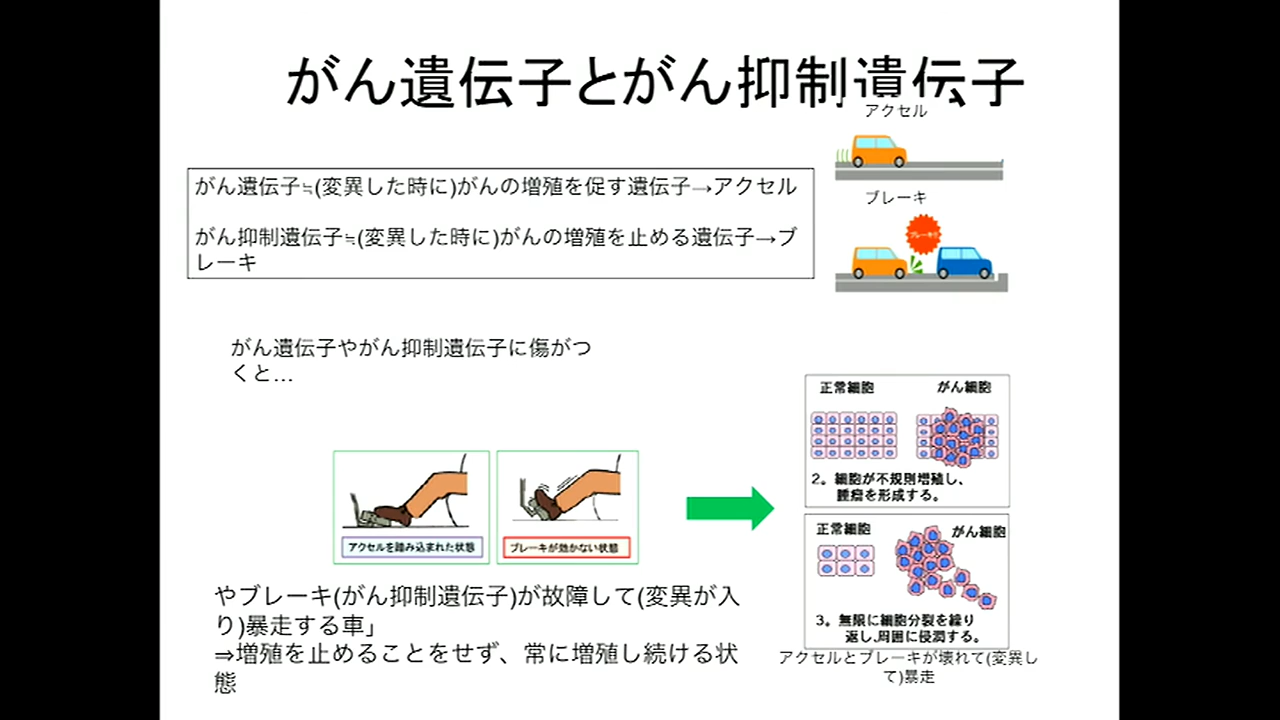 がん遺伝子とがん抑制遺伝子
アクセル
がん遺伝子≒(変異した時に)がんの増殖を促す遺伝子→アクセル
ブレーキ
がん抑制遺伝子≒(変異した時に)がんの増殖を止める遺伝子→ブ
レーキ
がん遺伝子やがん抑制遺伝子に傷がつ
くと…
正常細胞
がん細胞
2。細胞が不規則増殖し、
腫瘤を形成する。
アクセルを踏み込まれた状態
ブレーキが効かない状態
正常細胞
がん細胞
3。無限に細胞分裂を繰り
返し、周囲に浸潤する。
やブレーキ(がん抑制遺伝子)が故障して(変異が入
り)暴走する車」
⇒増殖を止めることをせず、常に増殖し続ける状
態
アクセルとブレーキが壊れて(変異し
て)暴走